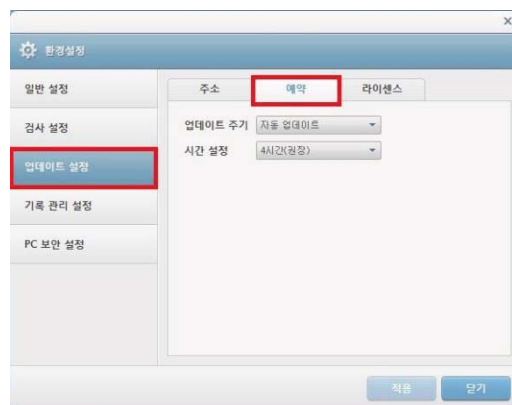 환경설정
일반 설정
검사 설정
업데이트 설정
기록 관리 설정
PC 보안 설정
주소 예약 라이센스
업데이트 주기 자동 업데이트
시간 설정 4시간(권장)
적용 닫기